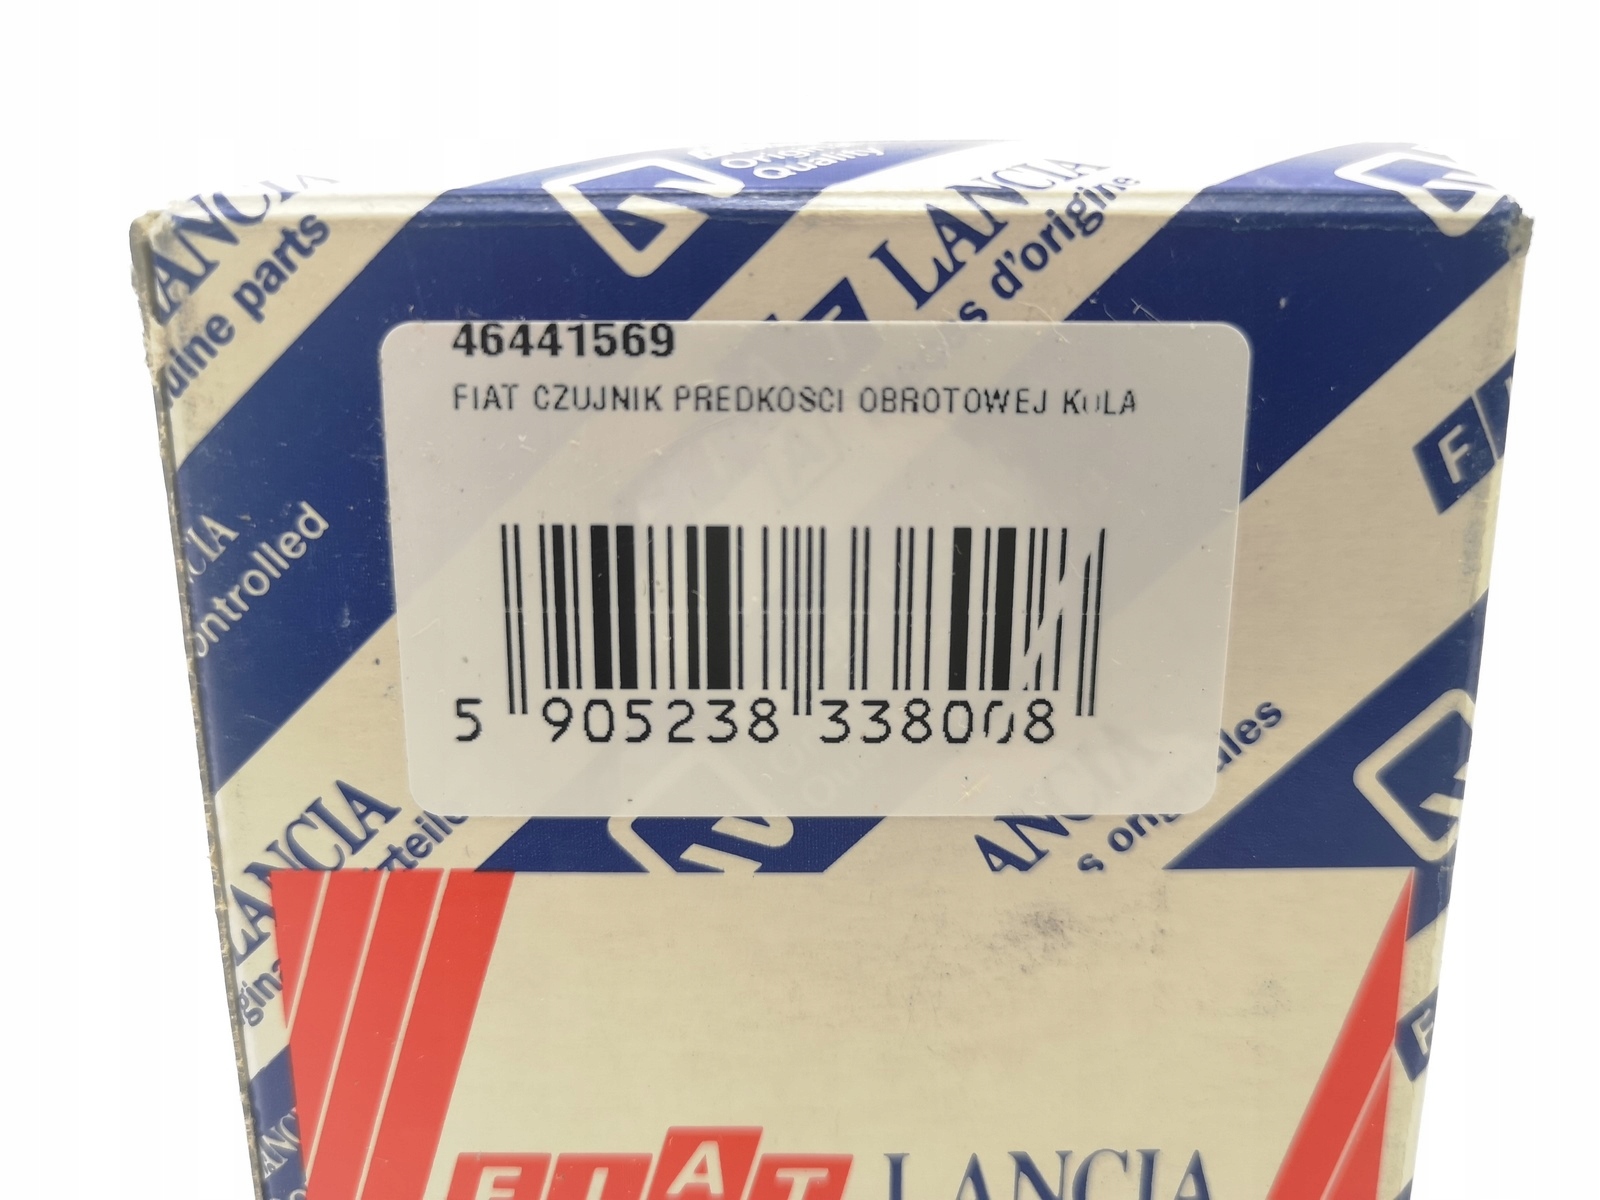 Original
Quality
LANCIA
LANCIA
uine parts
s d'origine
46441569
FIAT CZUJNIK PREDKOSCI OBROTOWEJ KOLA
ontrolled
5 905238 338008
LANCIA
LANCIA
FIAT LANCIA